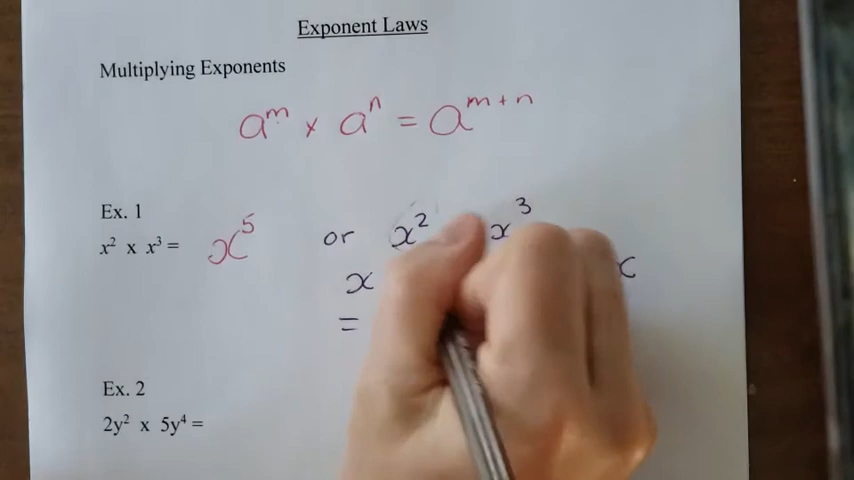 Exponent Laws
Multiplying Exponents
aᵐ × aⁿ = aᵐ⁺ⁿ
Ex. 1
x² x x³ = x⁵ or x² x³
x x
=
Ex. 2
2y² x 5y⁴ =